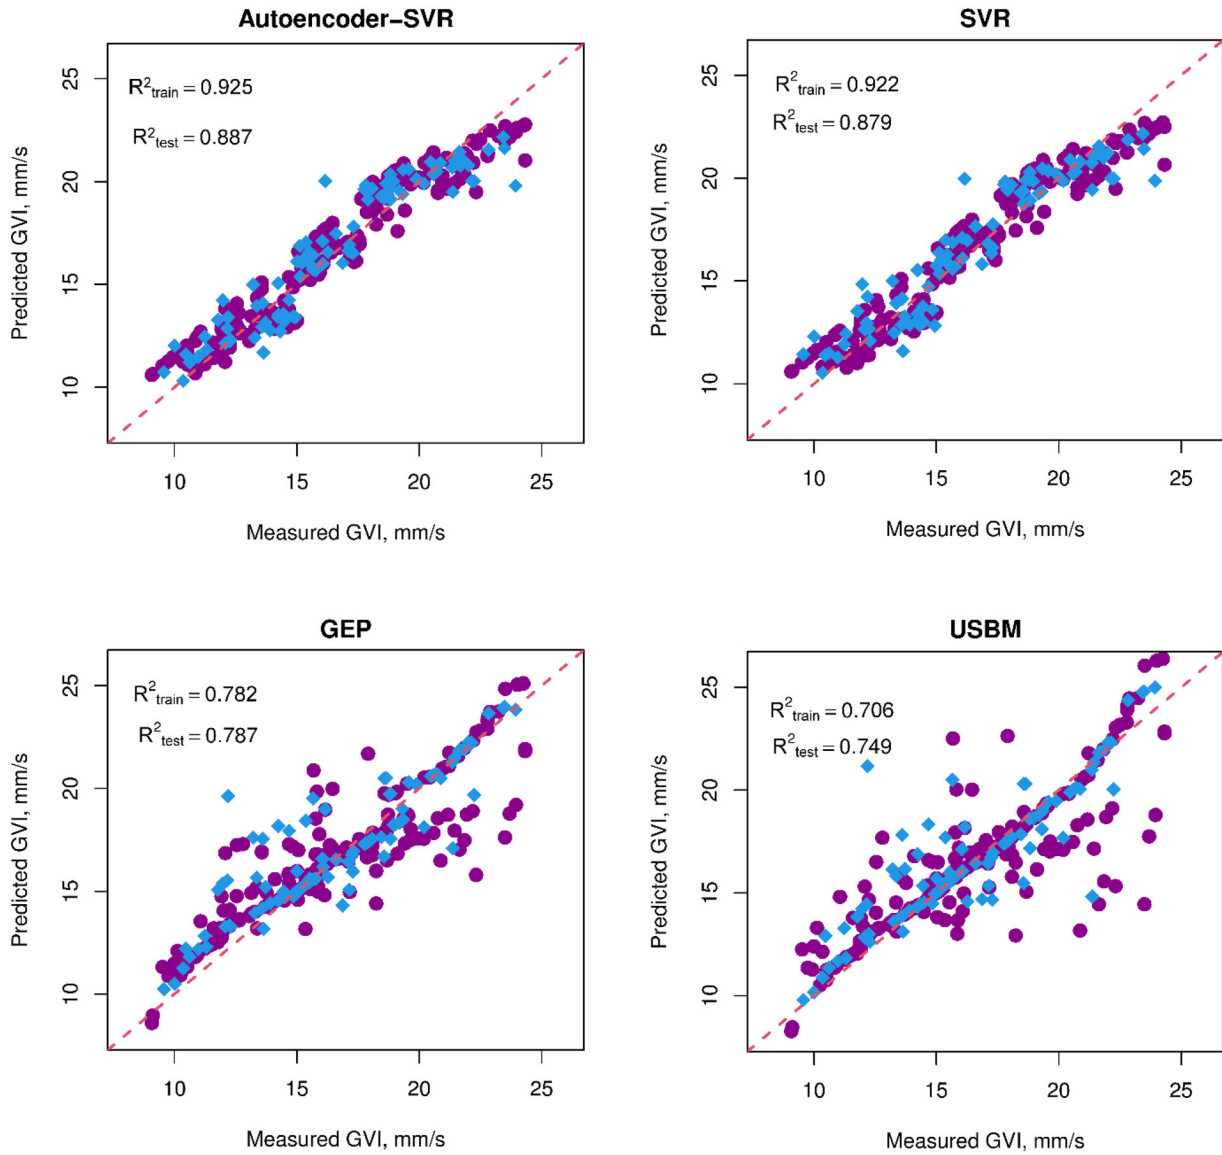 Autoencoder–SVR
R²train = 0.925
R²test = 0.887
25
20
15
10
Predicted GVI, mm/s
10 15 20 25
Measured GVI, mm/s
SVR
R²train = 0.922
R²test = 0.879
25
20
15
10
Predicted GVI, mm/s
10 15 20 25
Measured GVI, mm/s
GEP
R²train = 0.782
R²test = 0.787
25
20
15
10
Predicted GVI, mm/s
10 15 20 25
Measured GVI, mm/s
USBM
R²train = 0.706
R²test = 0.749
25
20
15
10
Predicted GVI, mm/s
10 15 20 25
Measured GVI, mm/s